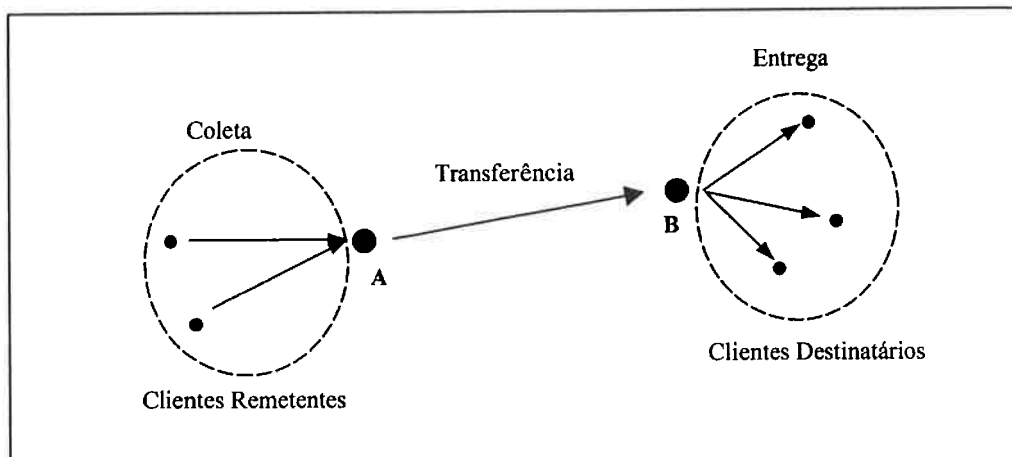 Entrega
Coleta
Transferência
B
A
Clientes Destinatários
Clientes Remetentes